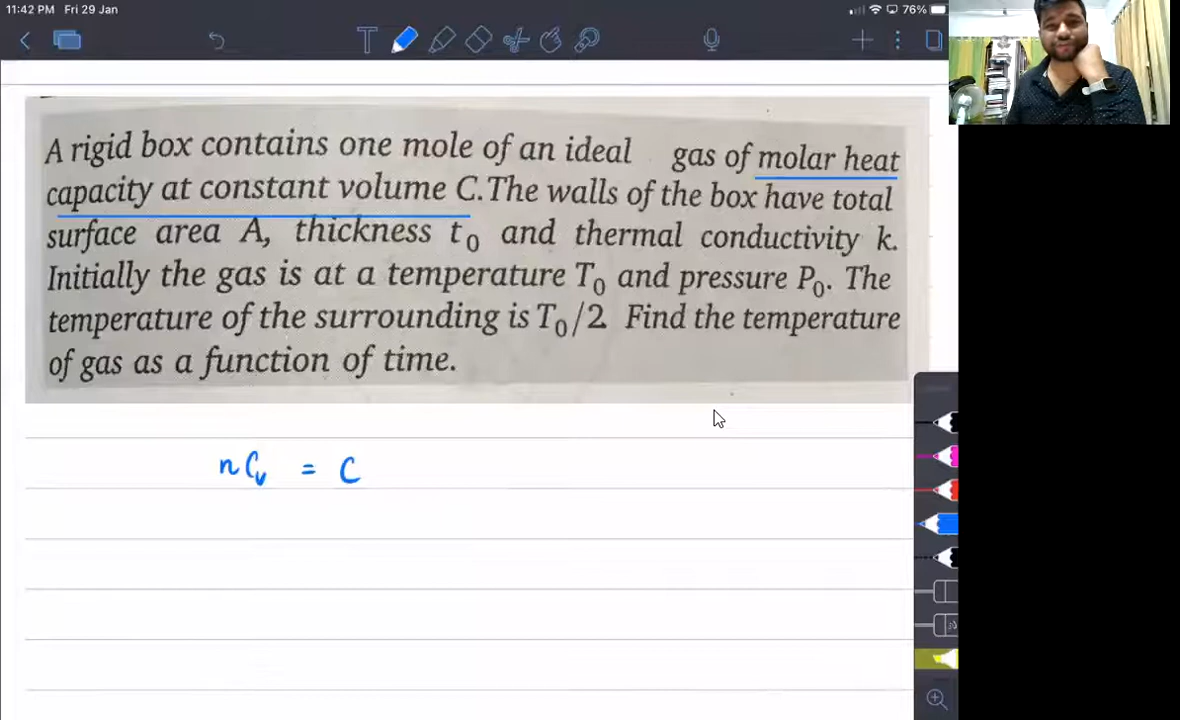 11:42 PM Fri 29 Jan
76%
T
A rigid box contains one mole of an ideal gas of molar heat
capacity at constant volume C. The walls of the box have total
surface area A, thickness t₀ and thermal conductivity k.
Initially the gas is at a temperature T₀ and pressure P₀. The
temperature of the surrounding is T₀/2 Find the temperature
of gas as a function of time.
nCᵥ = C